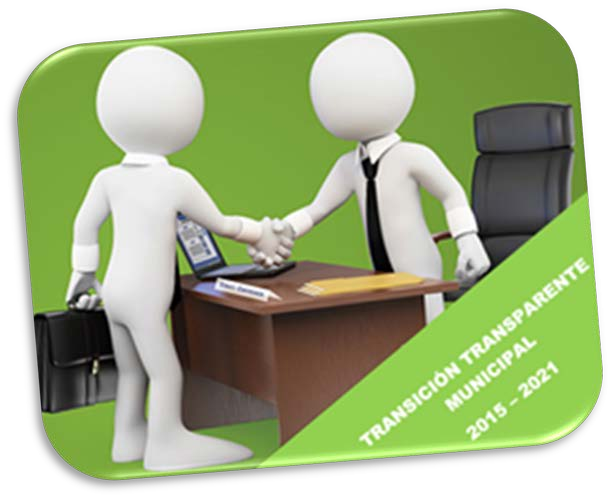 TRANSICIÓN TRANSPARENTE
MUNICIPAL
2015 – 2021